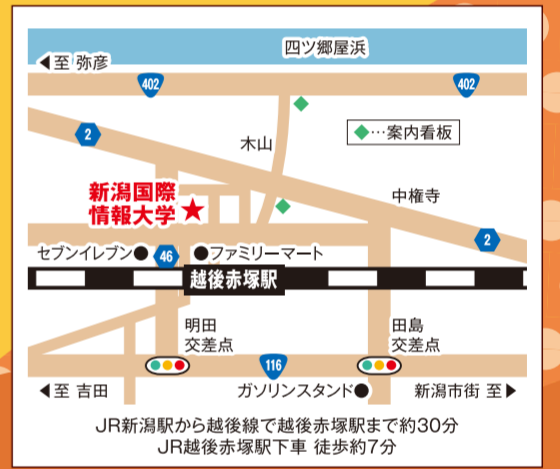 四ツ郷屋浜
◀至 弥彦
402
402
2
木山
◆…案内看板
新潟国際
情報大学
中権寺
2
セブンイレブン
46
ファミリーマート
越後赤塚駅
明田
交差点
田島
交差点
116
◀至 吉田
ガソリンスタンド
新潟市街 至▶
JR新潟駅から越後線で越後赤塚駅まで約30分
JR越後赤塚駅下車 徒歩約7分